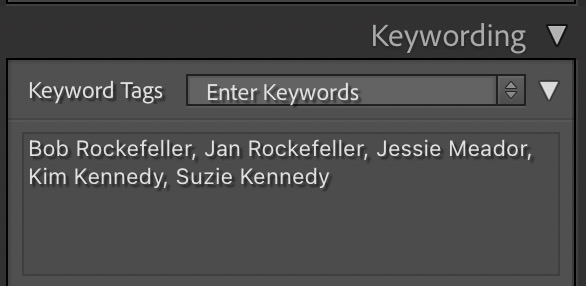 Keywording
Keyword Tags Enter Keywords
Bob Rockefeller, Jan Rockefeller, Jessie Meador,
Kim Kennedy, Suzie Kennedy